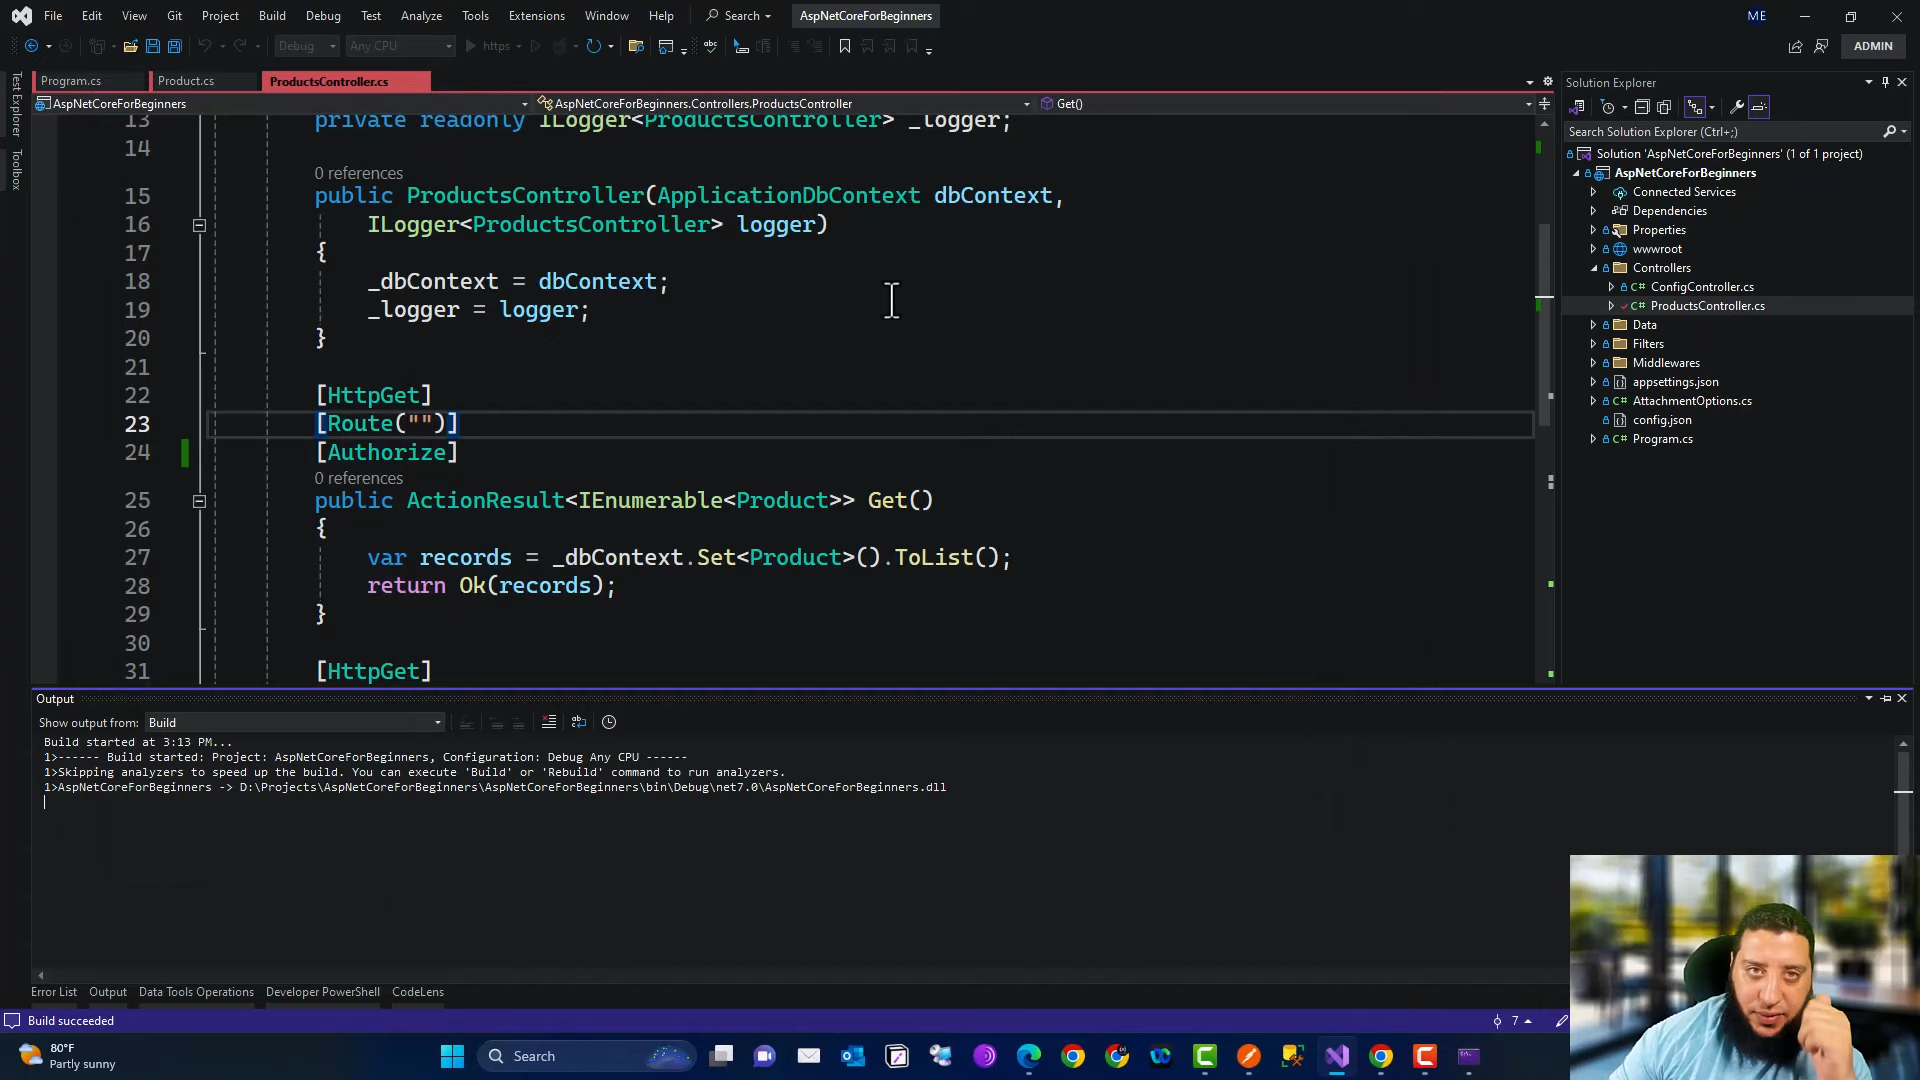 File Edit View Git Project Build Debug Test Analyze Tools Extensions Window Help Search AspNetCoreForBeginners ME
Debug Any CPU https ADMIN
Test Explorer
Toolbox
Program.cs Product.cs ProductsController.cs
AspNetCoreForBeginners AspNetCoreForBeginners.Controllers.ProductsController Get()
13 private readonly ILogger<ProductsController> _logger;
14
0 references
15 public ProductsController(ApplicationDbContext dbContext,
16 ILogger<ProductsController> logger)
17 {
18 _dbContext = dbContext;
19 _logger = logger;
20 }
21
22 [HttpGet]
23 [Route("")]
24 [Authorize]
0 references
25 public ActionResult<IEnumerable<Product>> Get()
26 {
27 var records = _dbContext.Set<Product>().ToList();
28 return Ok(records);
29 }
30
31 [HttpGet]
Solution Explorer
Search Solution Explorer (Ctrl+;)
Solution 'AspNetCoreForBeginners' (1 of 1 project)
AspNetCoreForBeginners
Connected Services
Dependencies
Properties
wwwroot
Controllers
C# ConfigController.cs
C# ProductsController.cs
Data
Filters
Middlewares
appsettings.json
C# AttachmentOptions.cs
config.json
C# Program.cs
Output
Show output from: Build
Build started at 3:13 PM...
1>------ Build started: Project: AspNetCoreForBeginners, Configuration: Debug Any CPU ------
1>Skipping analyzers to speed up the build. You can execute 'Build' or 'Rebuild' command to run analyzers.
1>AspNetCoreForBeginners -> D:\Projects\AspNetCoreForBeginners\AspNetCoreForBeginners\bin\Debug\net7.0\AspNetCoreForBeginners.dll
Error List Output Data Tools Operations Developer PowerShell CodeLens
Build succeeded 7
80°F
Partly sunny
Search